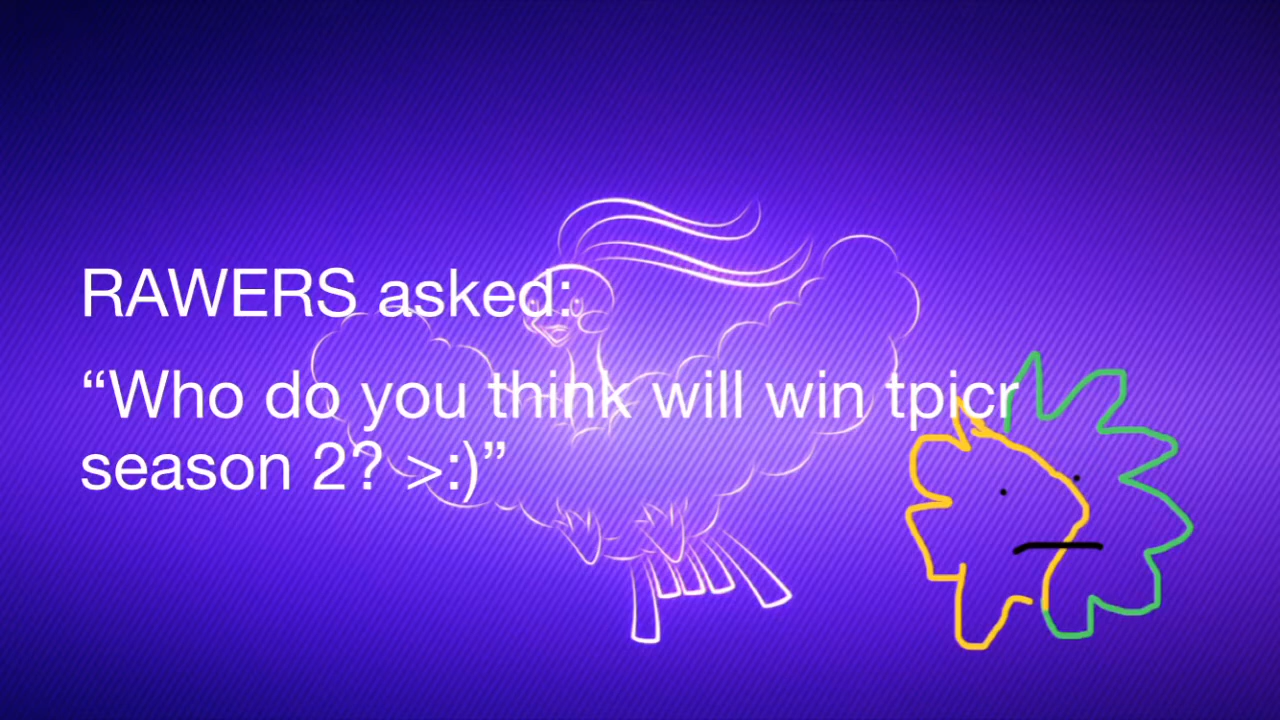 RAWERS asked:
“Who do you think will win tpicr
season 2? >:)”